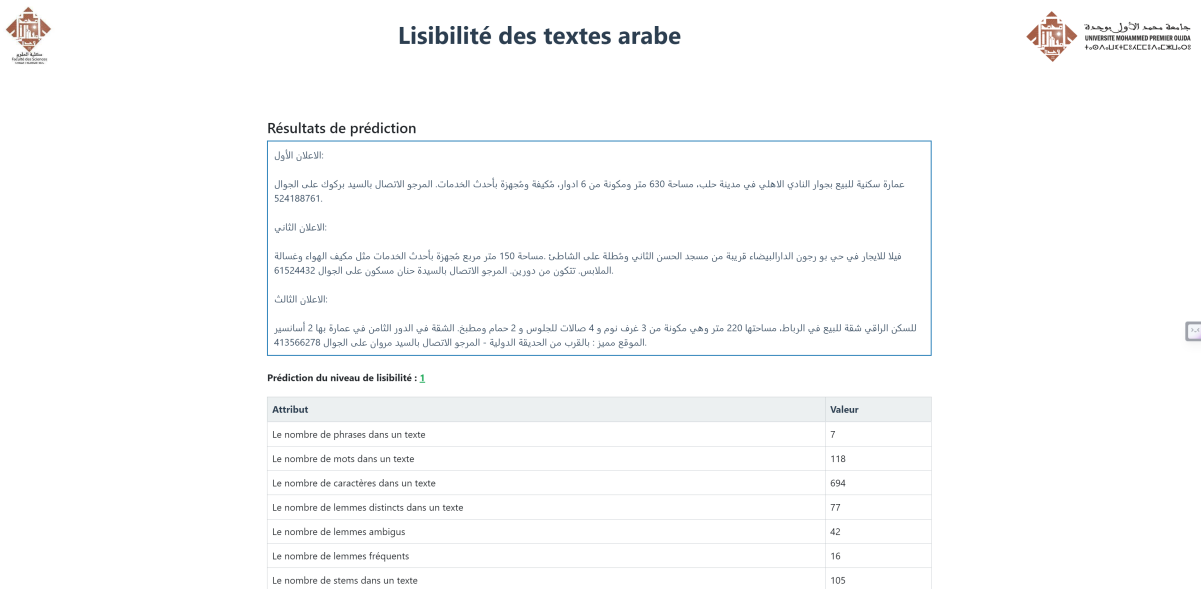 Lisibilité des textes arabe
جامعة محمد الأول بوجدة
UNIVERSITE MOHAMMED PREMIER OUJDA
Résultats de prédiction
الاعلان الأول:
عمارة سكنية للبيع بجوار النادي الاهلي في مدينة حلب، مساحة 630 متر ومكونة من 6 ادوار، مُكيفة ومُجهزة بأحدث الخدمات. المرجو الاتصال بالسيد بركوك على الجوال
524188761.
الاعلان الثاني:
فيلا للايجار في حي بو رجون الدارالبيضاء قريبة من مسجد الحسن الثاني ومُطلة على الشاطئ .مساحة 150 متر مربع مُجهزة بأحدث الخدمات مثل مكيف الهواء وغسالة
الملابس. تتكون من دورين. المرجو الاتصال بالسيدة حنان مسكون على الجوال 61524432.
الاعلان الثالث:
للسكن الراقي شقة للبيع في الرباط، مساحتها 220 متر وهي مكونة من 3 غرف نوم و 4 صالات للجلوس و 2 حمام ومطبخ. الشقة في الدور الثامن في عمارة بها 2 أسانسير
الموقع مميز : بالقرب من الحديقة الدولية - المرجو الاتصال بالسيد مروان على الجوال 413566278.
Prédiction du niveau de lisibilité : 1
Attribut Valeur
Le nombre de phrases dans un texte 7
Le nombre de mots dans un texte 118
Le nombre de caractères dans un texte 694
Le nombre de lemmes distincts dans un texte 77
Le nombre de lemmes ambigus 42
Le nombre de lemmes fréquents 16
Le nombre de stems dans un texte 105